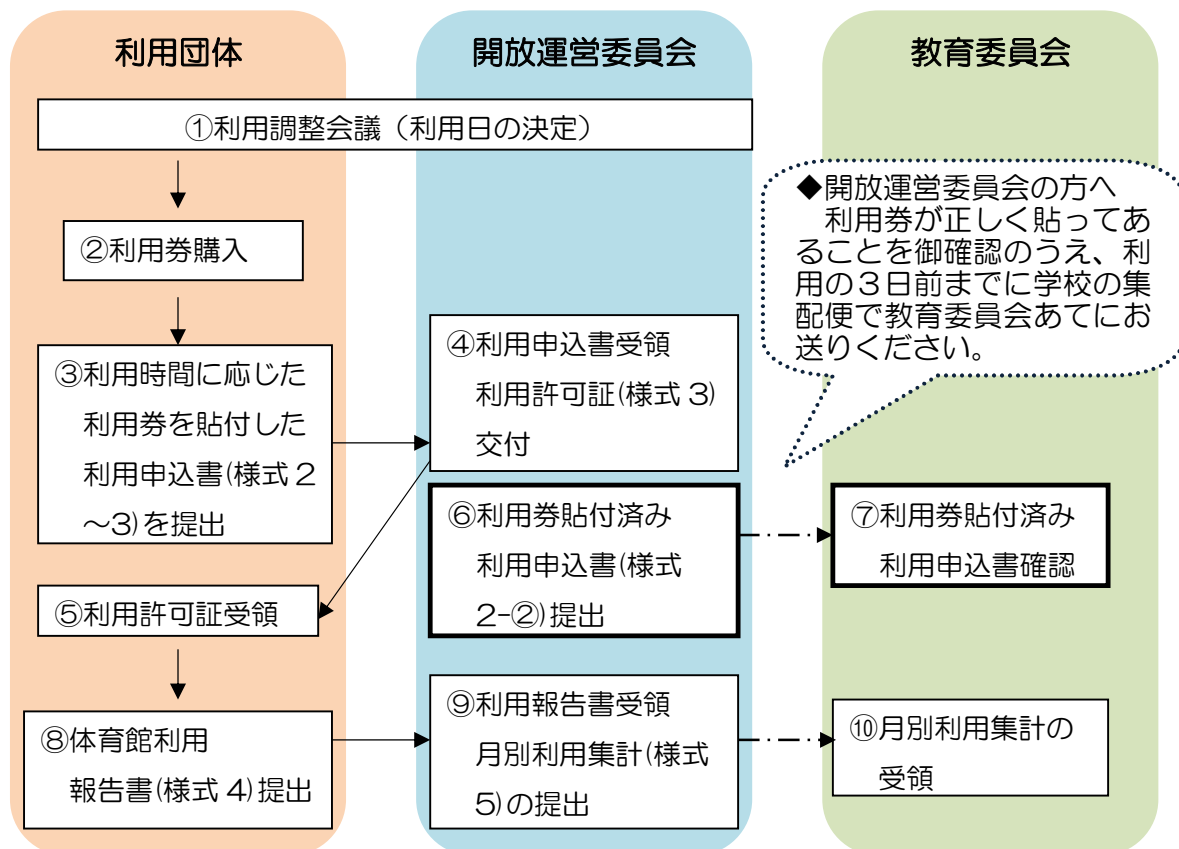 利用団体
開放運営委員会
教育委員会
①利用調整会議（利用日の決定）
◆開放運営委員会の方へ
利用券が正しく貼ってあ
ることを御確認のうえ、利
用の３日前までに学校の集
配便で教育委員会あてにお
送りください。
②利用券購入
③利用時間に応じた
利用券を貼付した
利用申込書(様式 2
～3)を提出
④利用申込書受領
利用許可証(様式 3)
交付
⑤利用許可証受領
⑥利用券貼付済み
利用申込書(様式
2-②)提出
⑦利用券貼付済み
利用申込書確認
⑧体育館利用
報告書(様式 4)提出
⑨利用報告書受領
月別利用集計(様式
5)の提出
⑩月別利用集計の
受領